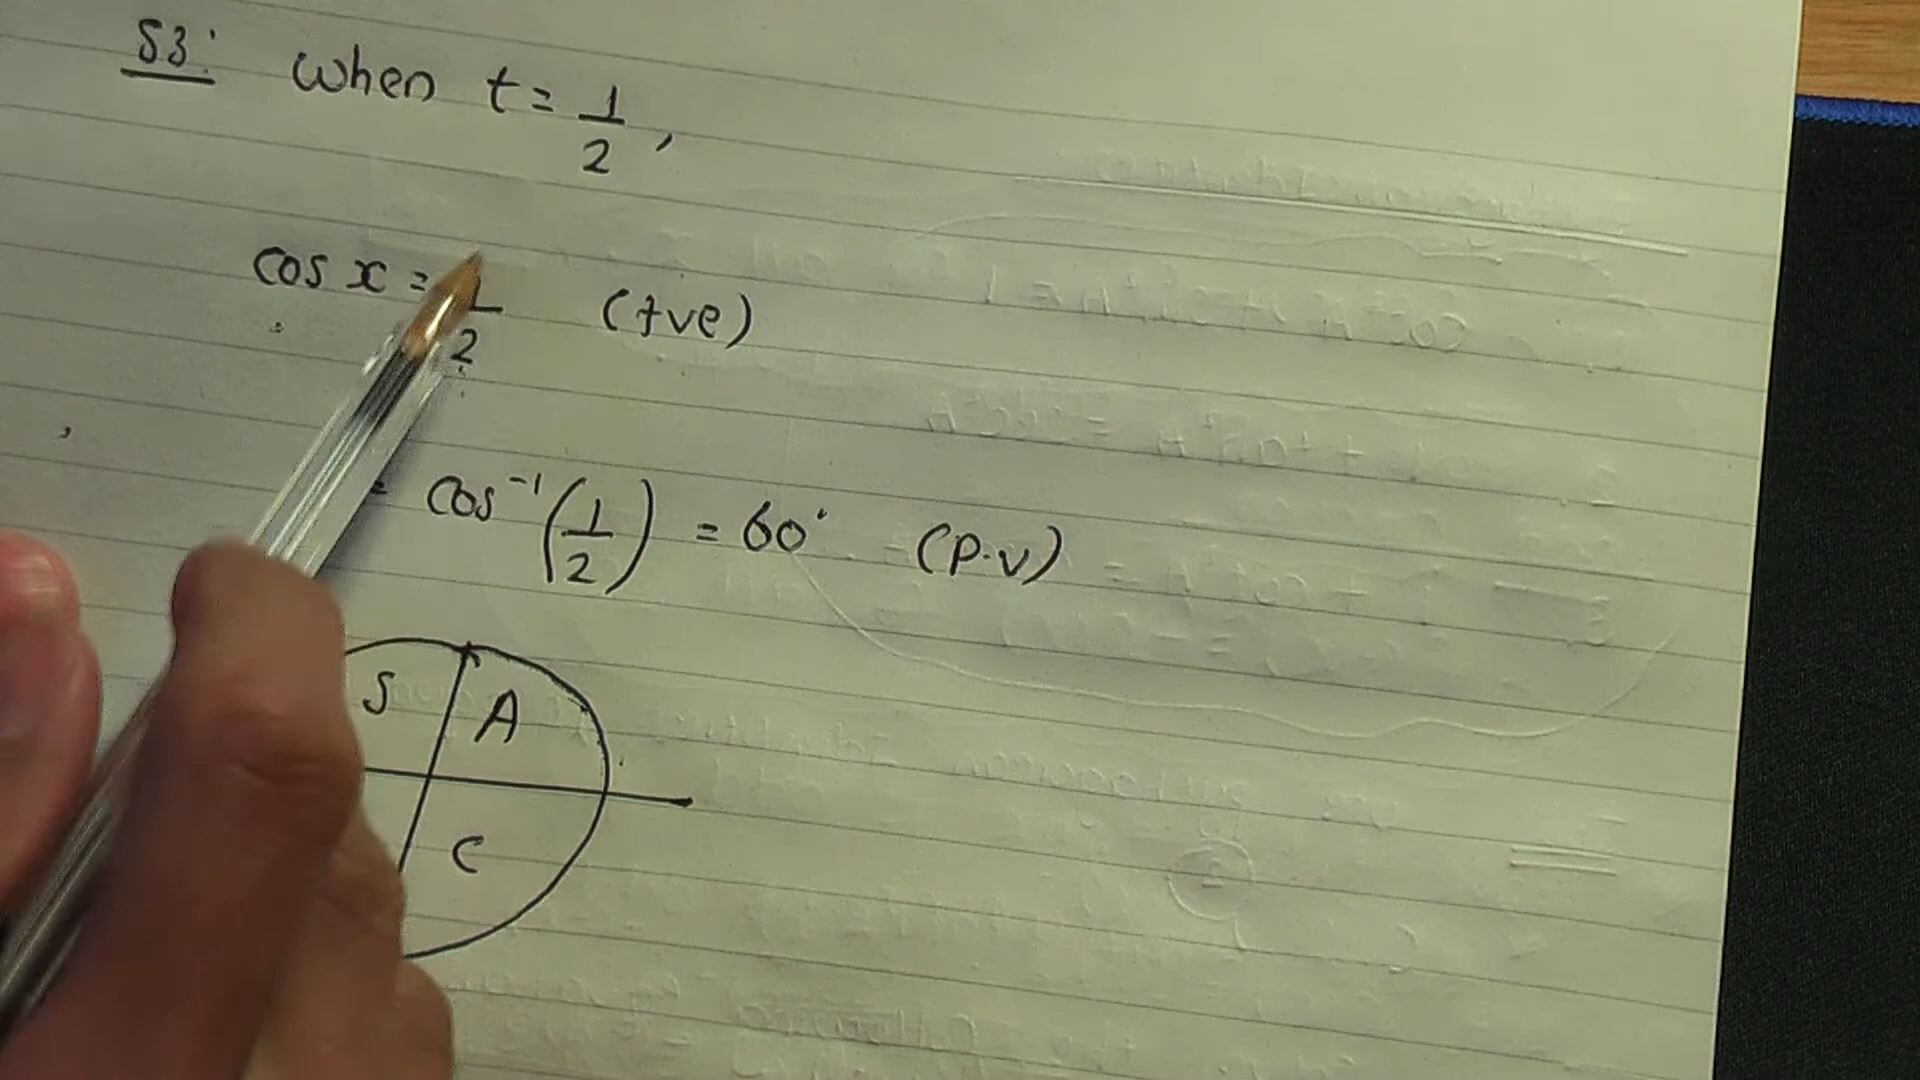 S3: When t = 1/2,
cos x = 1/2 (+ve)
= cos⁻¹(1/2) = 60° (P.v)
S A
C